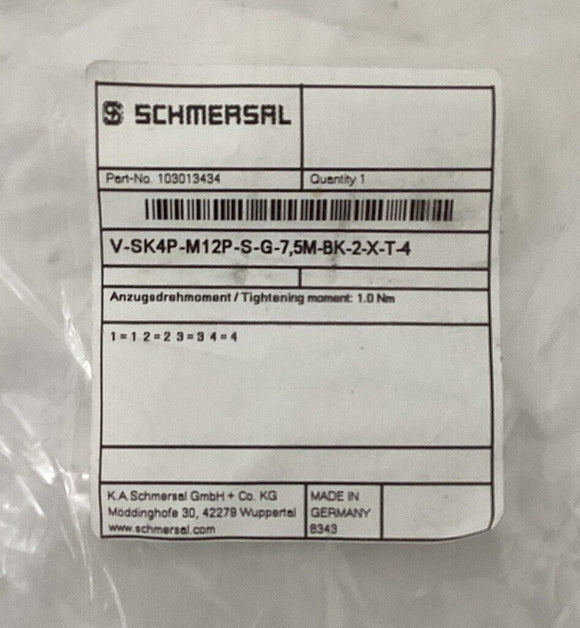 SCHMERSAL
Part-No. 103013434
Quantity 1
V-SK4P-M12P-S-G-7,5M-BK-2-X-T-4
Anzugsdrehmoment / Tightening moment: 1.0 Nm
1=1 2=2 3=3 4=4
K.A.Schmersal GmbH + Co. KG
Möddinghofe 30, 42279 Wuppertal
www.schmersal.com
MADE IN
GERMANY
8343